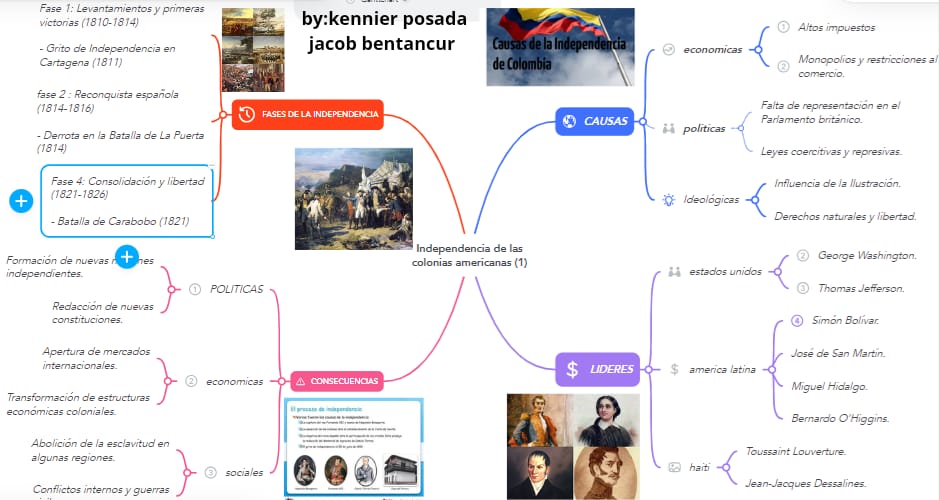 by:kennier posada
jacob bentancur
Fase 1: Levantamientos y primeras
victorias (1810-1814)
- Grito de Independencia en
Cartagena (1811)
fase 2 : Reconquista española
(1814-1816)
- Derrota en la Batalla de La Puerta
(1814)
Fase 4: Consolidación y libertad
(1821-1826)
- Batalla de Carabobo (1821)
FASES DE LA INDEPENDENCIA
Causas de la Independencia
de Colombia
CAUSAS
economicas
1 Altos impuestos
2 Monopolios y restricciones al
comercio.
políticas
Falta de representación en el
Parlamento británico.
Leyes coercitivas y represivas.
Ideológicas
Influencia de la Ilustración.
Derechos naturales y libertad.
Independencia de las
colonias americanas (1)
Formación de nuevas
independientes.
1 POLITICAS
Redacción de nuevas
constituciones.
Apertura de mercados
internacionales.
2 economicas
Transformación de estructuras
económicas coloniales.
CONSECUENCIAS
Abolición de la esclavitud en
algunas regiones.
3 sociales
Conflictos internos y guerras
El proceso de independencia
$ LIDERES
estados unidos
2 George Washington.
3 Thomas Jefferson.
$ america latina
4 Simón Bolívar.
José de San Martín.
Miguel Hidalgo.
Bernardo O'Higgins.
haiti
Toussaint Louverture.
Jean-Jacques Dessalines.